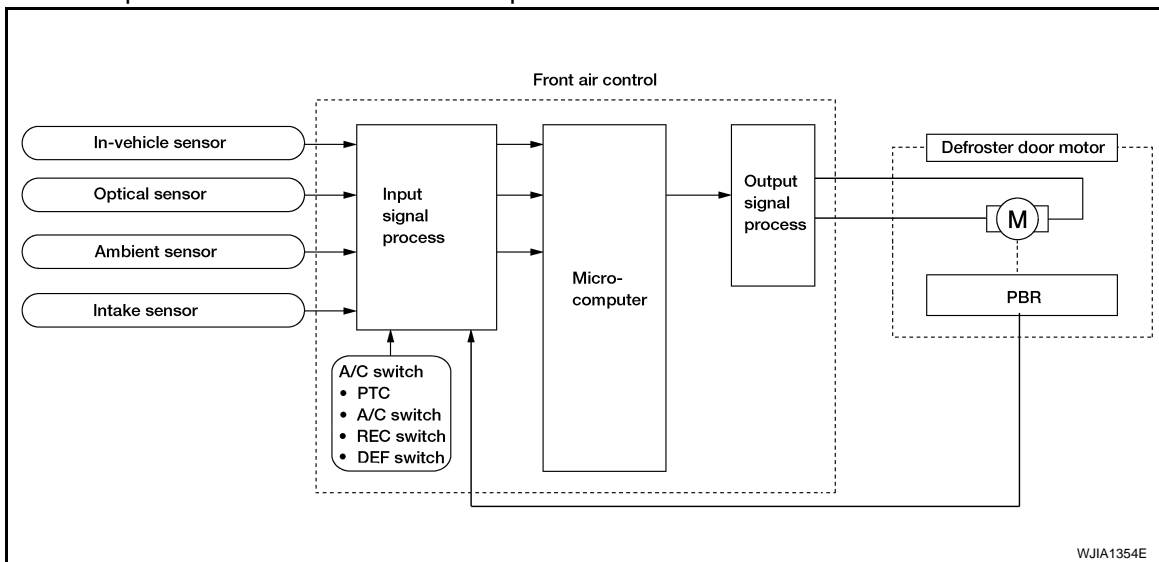 Front air control
In-vehicle sensor
Optical sensor
Ambient sensor
Intake sensor
Input
signal
process
A/C switch
• PTC
• A/C switch
• REC switch
• DEF switch
Micro-
computer
Output
signal
process
Defroster door motor
M
PBR
WJIA1354E